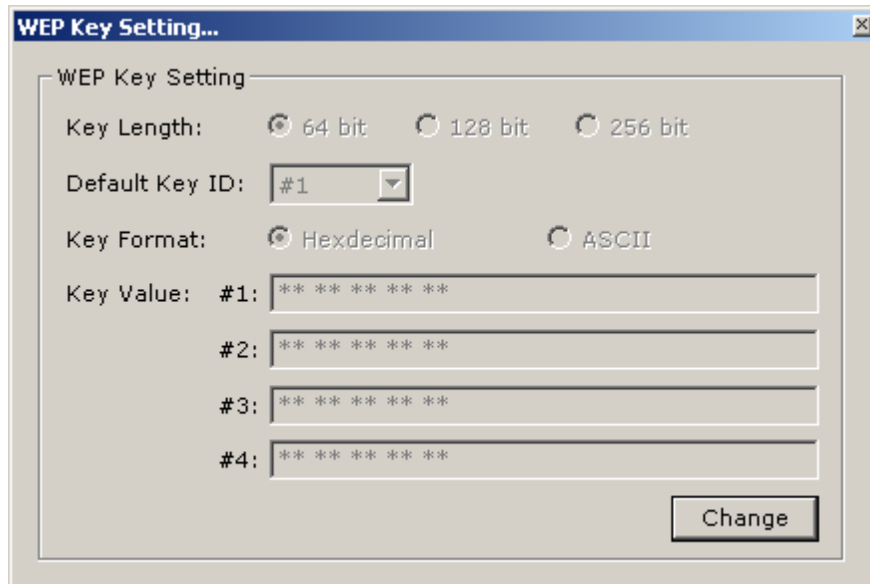 WEP Key Setting...
WEP Key Setting
Key Length: 64 bit 128 bit 256 bit
Default Key ID: #1
Key Format: Hexdecimal ASCII
Key Value: #1: ** ** ** ** **
#2: ** ** ** ** **
#3: ** ** ** ** **
#4: ** ** ** ** **
Change